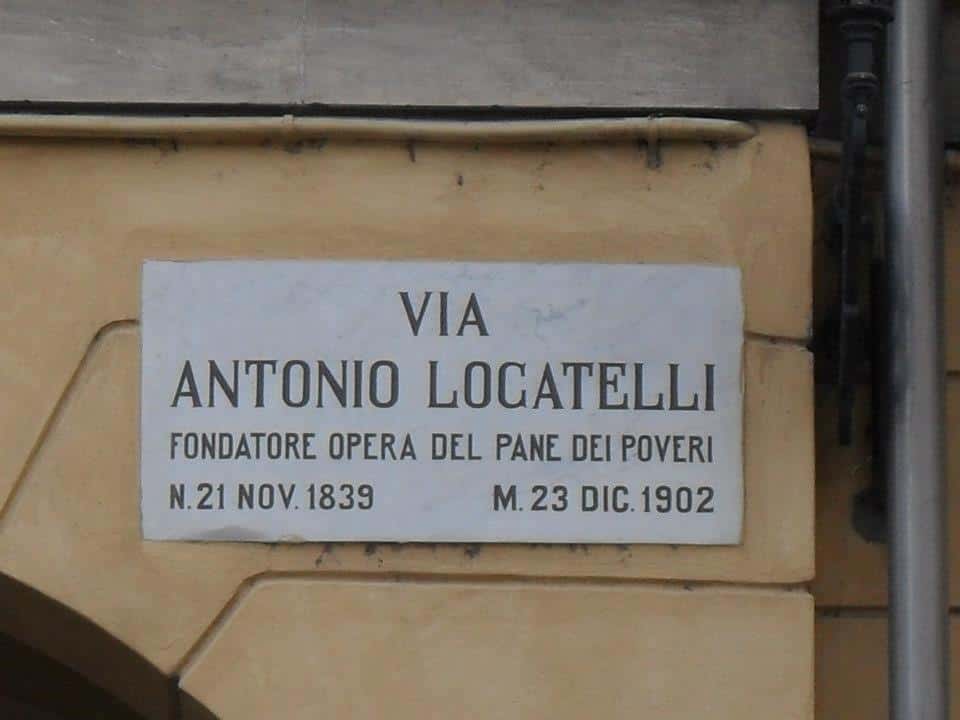 VIA
ANTONIO LOCATELLI
FONDATORE OPERA DEL PANE DEI POVERI
N. 21 NOV. 1839 M. 23 DIC. 1902